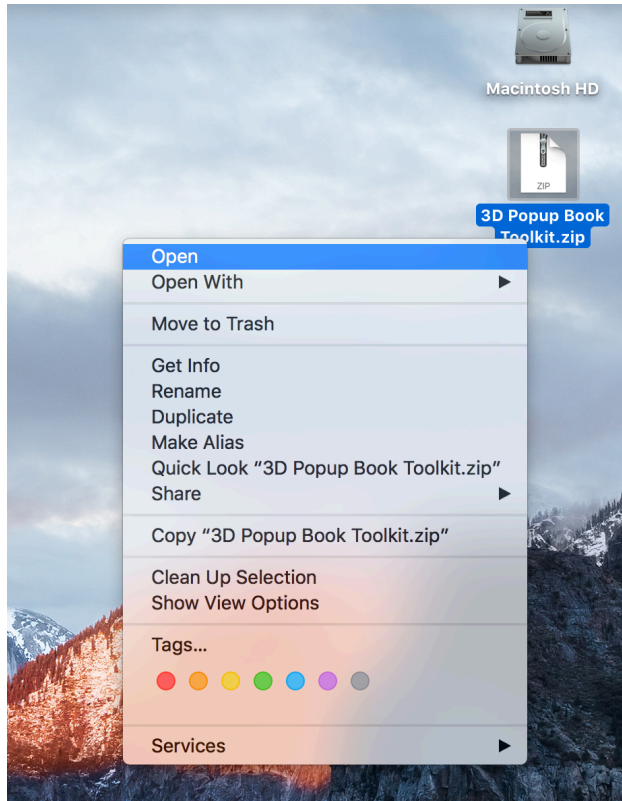 Macintosh HD
ZIP
3D Popup Book
Toolkit.zip
Open
Open With
Move to Trash
Get Info
Rename
Duplicate
Make Alias
Quick Look “3D Popup Book Toolkit.zip”
Share
Copy “3D Popup Book Toolkit.zip”
Clean Up Selection
Show View Options
Tags...
Services